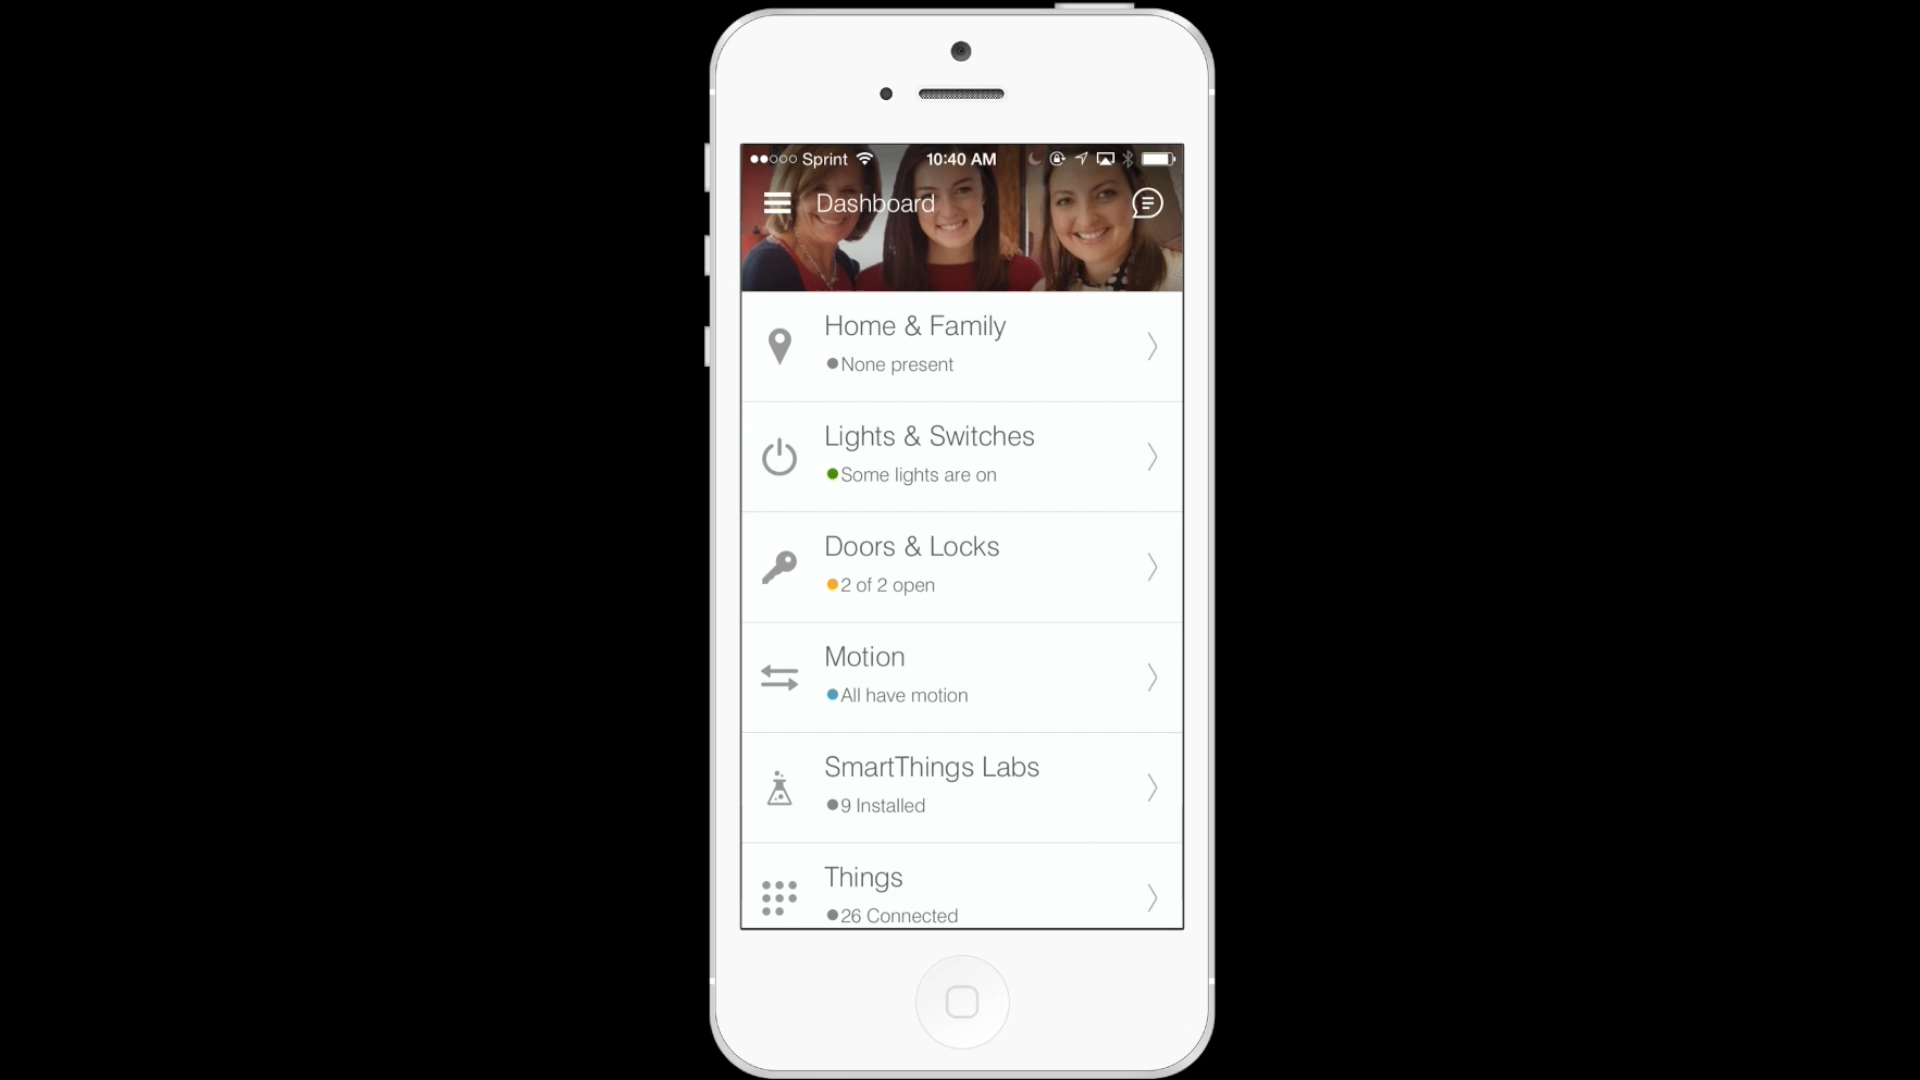 Sprint 10:40 AM
Dashboard
Home & Family
None present
Lights & Switches
Some lights are on
Doors & Locks
2 of 2 open
Motion
All have motion
SmartThings Labs
9 Installed
Things
26 Connected